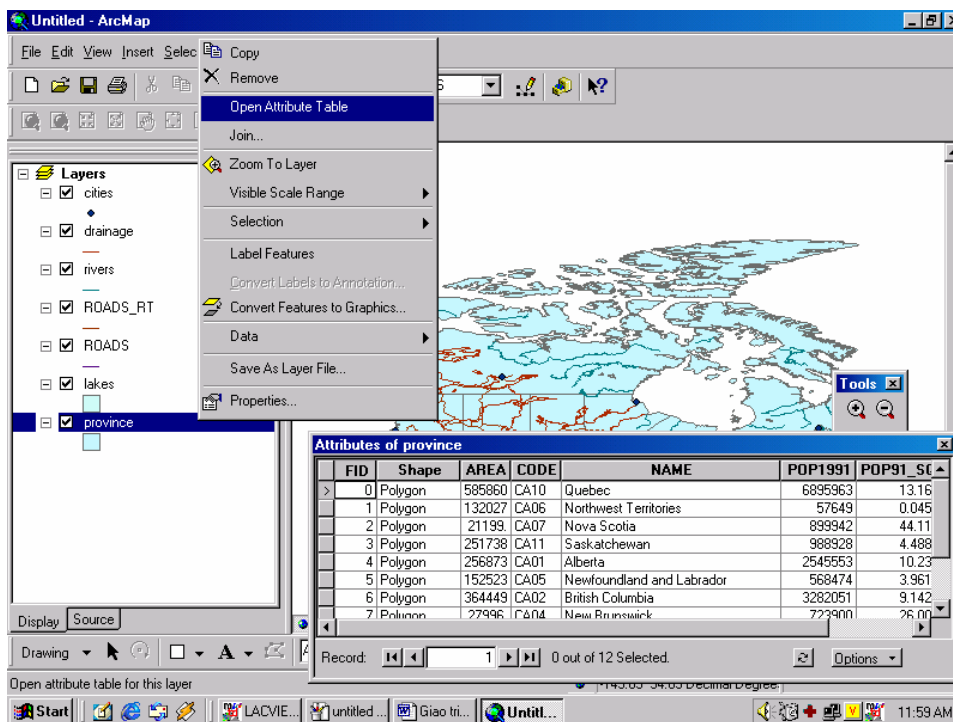 Untitled - ArcMap
File Edit View Insert Selec
Copy
Remove
Open Attribute Table
Join...
Zoom To Layer
Visible Scale Range
Selection
Label Features
Convert Labels to Annotation...
Convert Features to Graphics...
Data
Save As Layer File...
Properties...
Layers
cities
drainage
rivers
ROADS_RT
ROADS
lakes
province
Display Source
Tools
Attributes of province
FID Shape AREA CODE NAME POP1991 POP91_SQ
0 Polygon 585860 CA10 Quebec 6895963 13.16
1 Polygon 132027 CA06 Northwest Territories 57649 0.045
2 Polygon 21199. CA07 Nova Scotia 899942 44.11
3 Polygon 251738 CA11 Saskatchewan 988928 4.488
4 Polygon 256873 CA01 Alberta 2545553 10.23
5 Polygon 152523 CA05 Newfoundland and Labrador 568474 3.961
6 Polygon 364449 CA02 British Columbia 3282051 9.142
7 Polygon 27996. CA04 New Brunswick 723900 26.00
Record: 1 0 out of 12 Selected. Options
Drawing A
Open attribute table for this layer
Decimal Degree
Start LACVIE... untitled ... Giao tri... Untitl... 11:59 AM